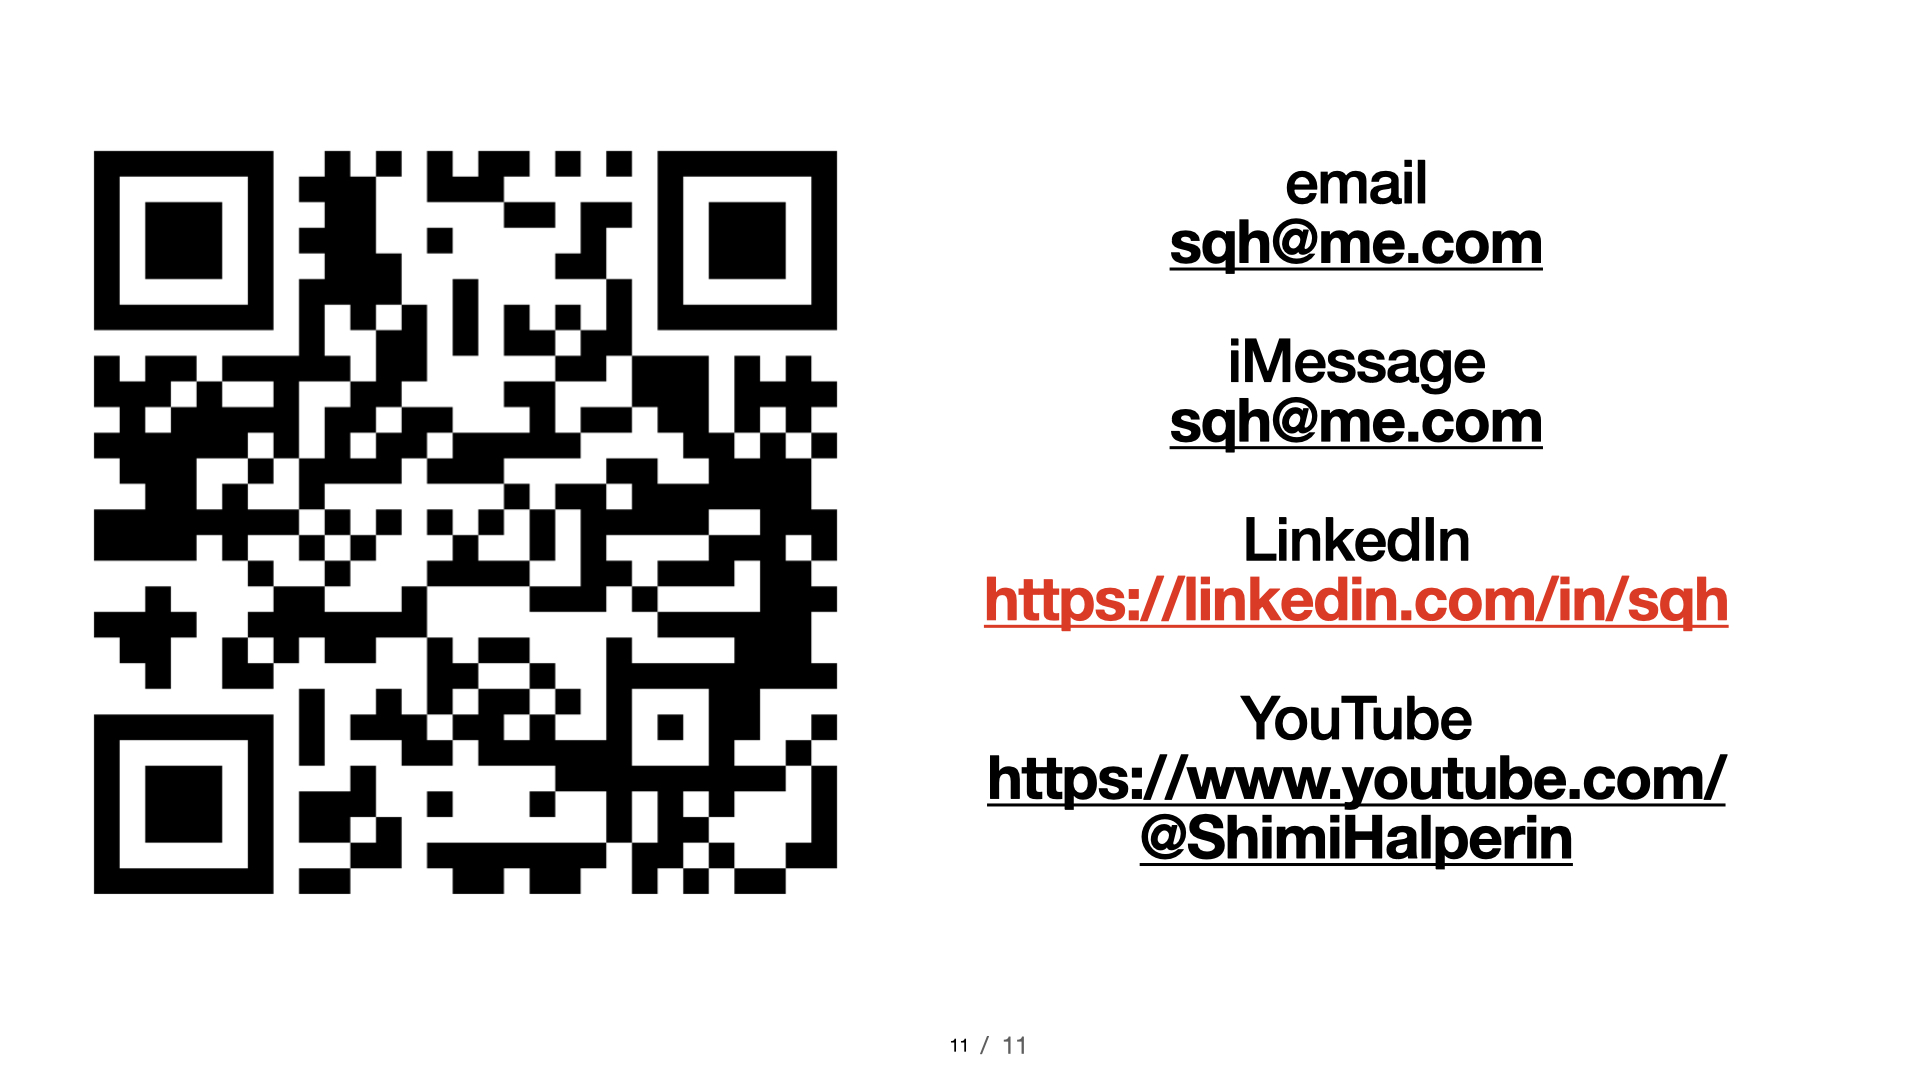 email
sqh@me.com
iMessage
sqh@me.com
LinkedIn
https://linkedin.com/in/sqh
YouTube
https://www.youtube.com/
@ShimiHalperin
11 / 11